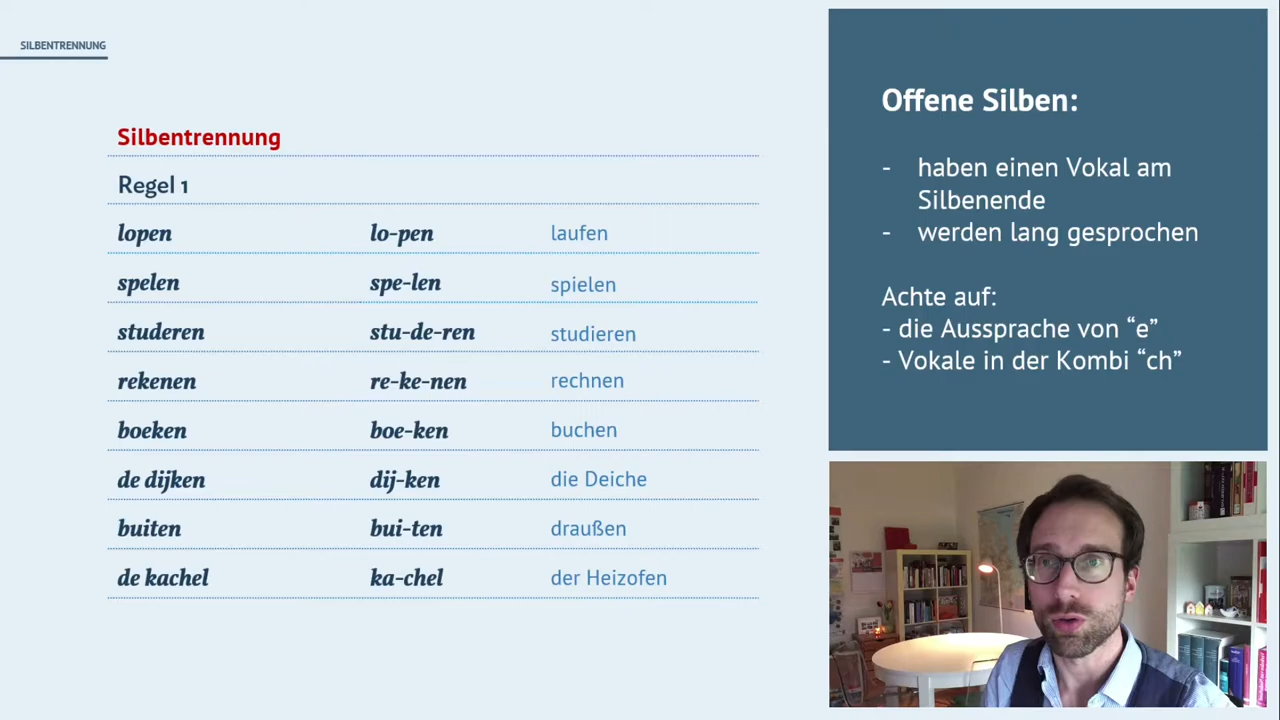 SILBENTRENNUNG
Silbentrennung
Regel 1
lopen lo-pen laufen
spelen spe-len spielen
studeren stu-de-ren studieren
rekenen re-ke-nen rechnen
boeken boe-ken buchen
de dijken dij-ken die Deiche
buiten bui-ten draußen
de kachel ka-chel der Heizofen
Offene Silben:
- haben einen Vokal am
Silbenende
- werden lang gesprochen
Achte auf:
- die Aussprache von “e”
- Vokale in der Kombi “ch”